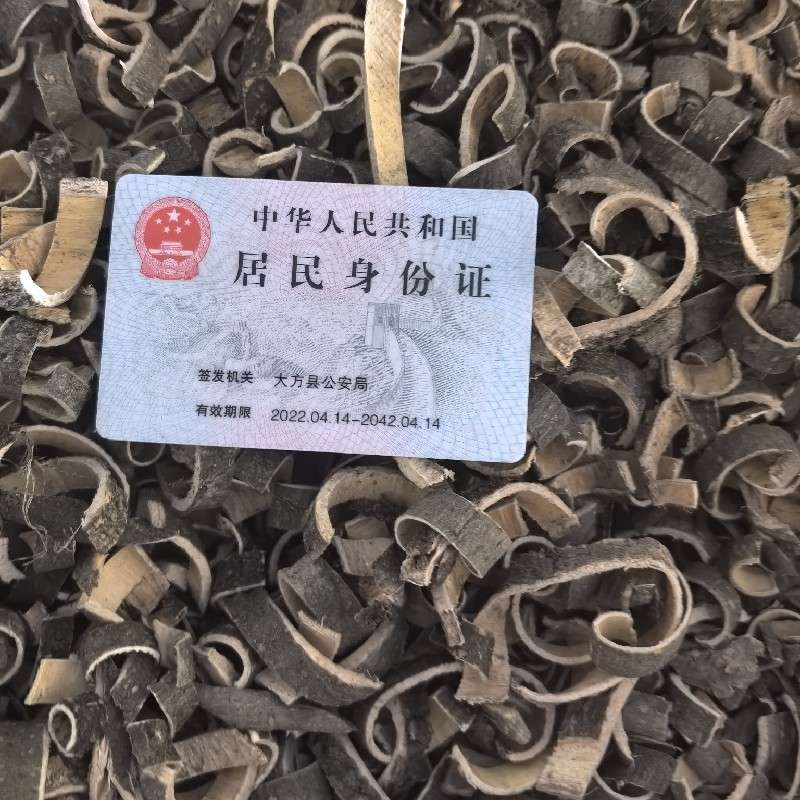 中华人民共和国
居民身份证
签发机关 大方县公安局
有效期限 2022.04.14-2042.04.14